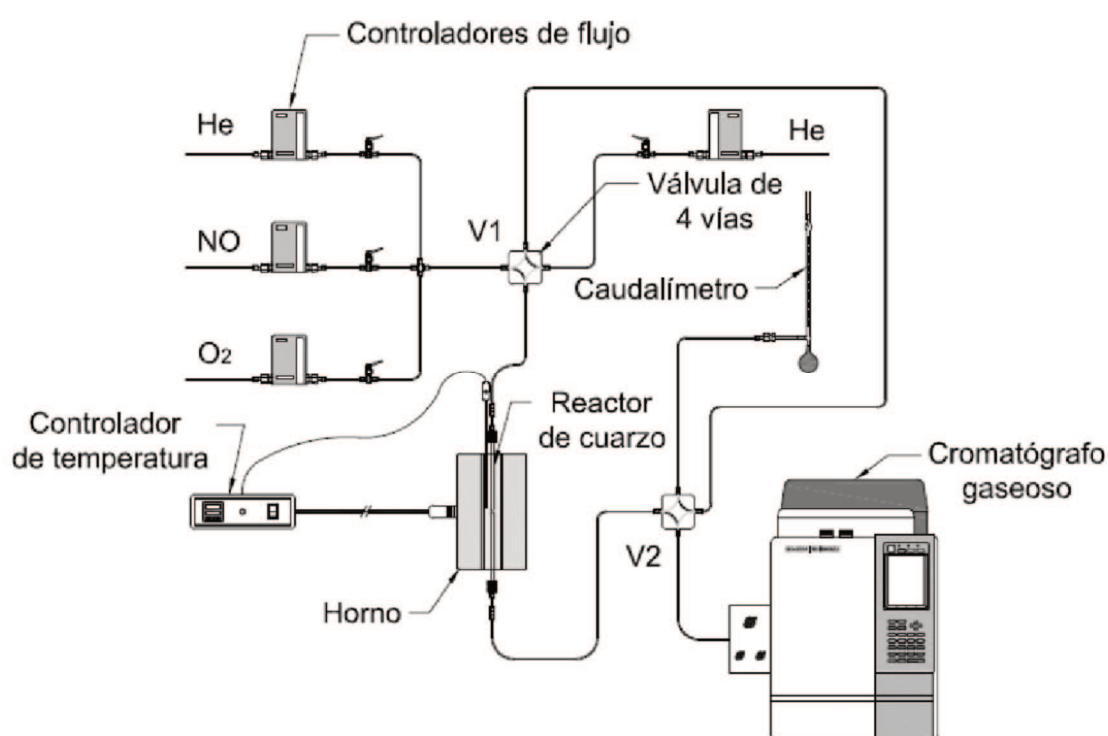 Controladores de flujo
He
He
Válvula de
4 vías
V1
NO
Caudalímetro
O2
Reactor
de cuarzo
Controlador
de temperatura
Cromatógrafo
gaseoso
V2
Horno